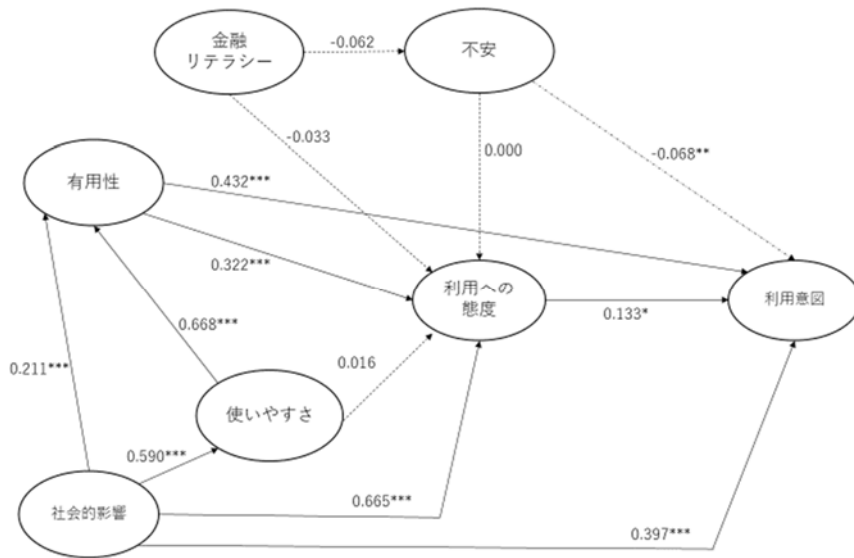 金融
リテラシー
-0.062
不安
-0.033
0.000
-0.068**
有用性
0.432***
0.322***
利用への
態度
0.133*
利用意図
0.668***
0.016
0.211***
使いやすさ
0.590***
0.665***
社会的影響
0.397***